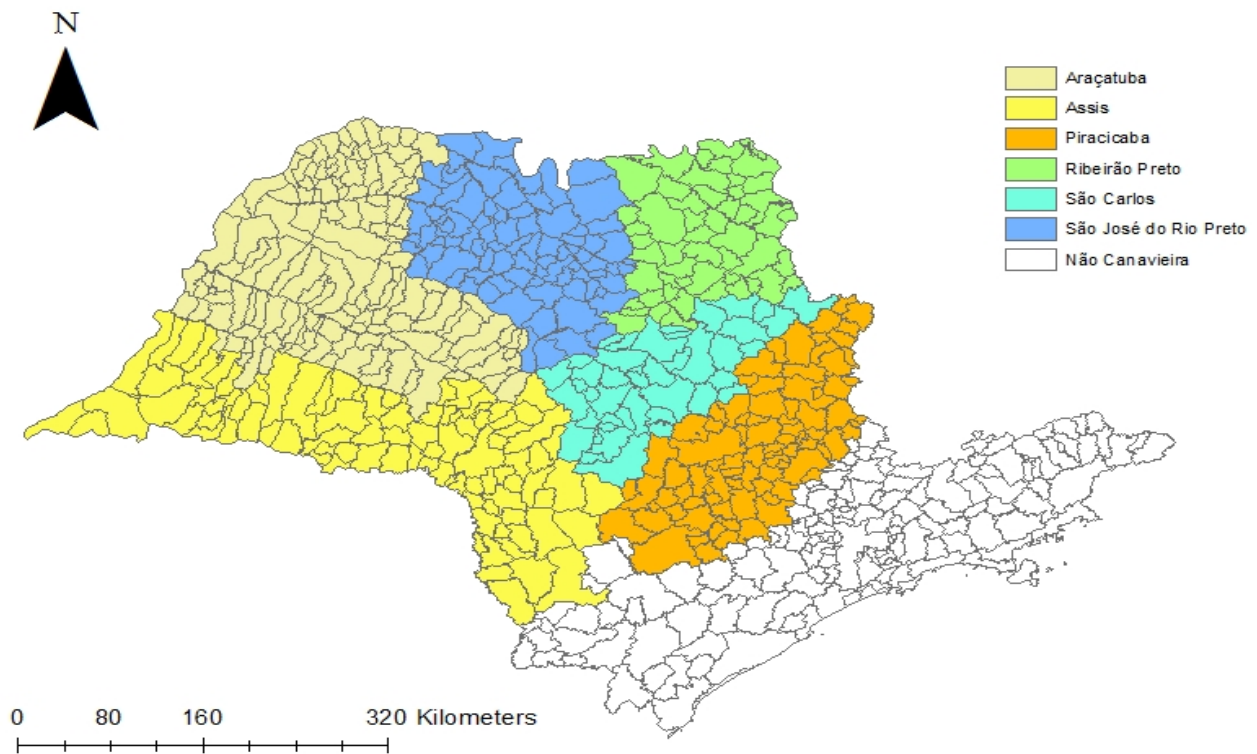 N
Araçatuba
Assis
Piracicaba
Ribeirão Preto
São Carlos
São José do Rio Preto
Não Canavieira
0 80 160 320 Kilometers